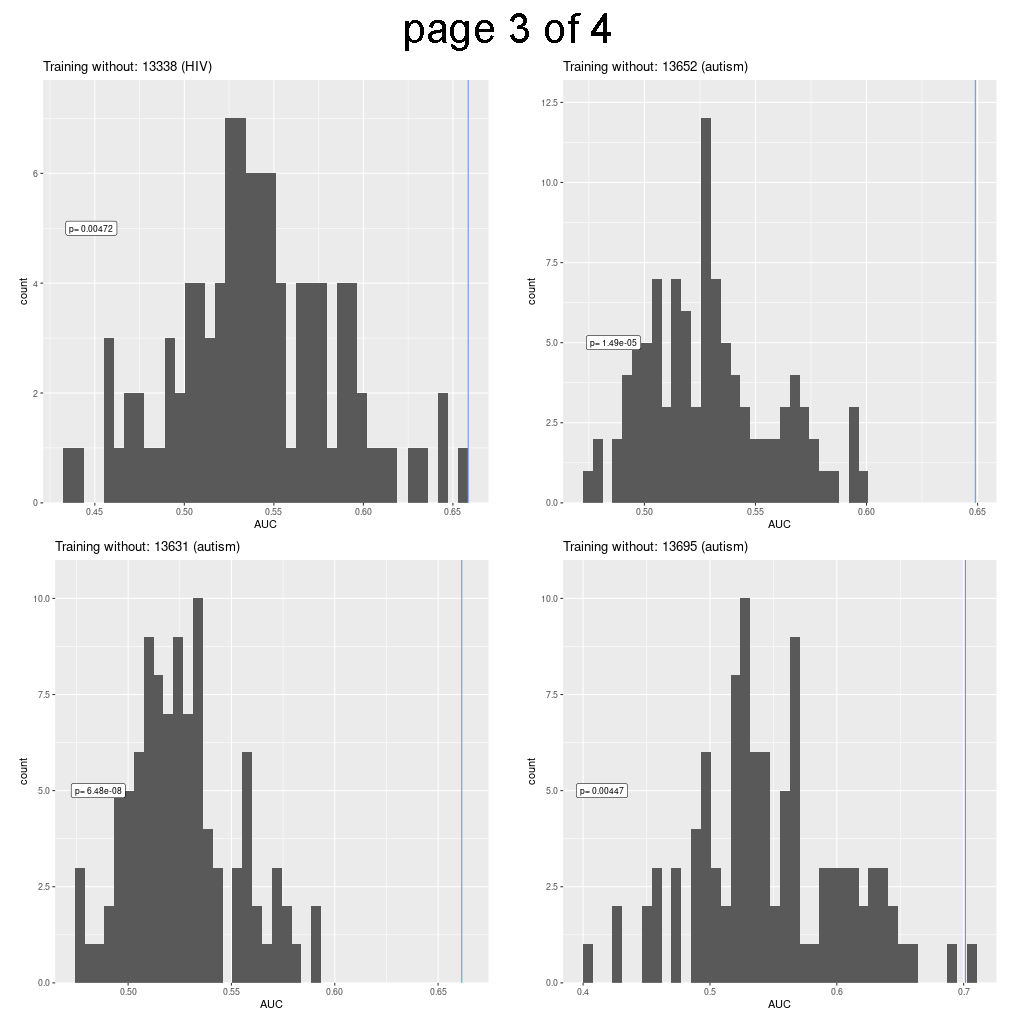 page 3 of 4
Training without: 13338 (HIV)
6
4
2
0
count
p= 0.00472
0.45 0.50 0.55 0.60 0.65
AUC
Training without: 13652 (autism)
12.5
10.0
7.5
5.0
2.5
0.0
count
p= 1.49e-05
0.50 0.55 0.60 0.65
AUC
Training without: 13631 (autism)
10.0
7.5
5.0
2.5
0.0
count
p= 6.48e-08
0.50 0.55 0.60 0.65
AUC
Training without: 13695 (autism)
10.0
7.5
5.0
2.5
0.0
count
p= 0.00447
0.4 0.5 0.6 0.7
AUC